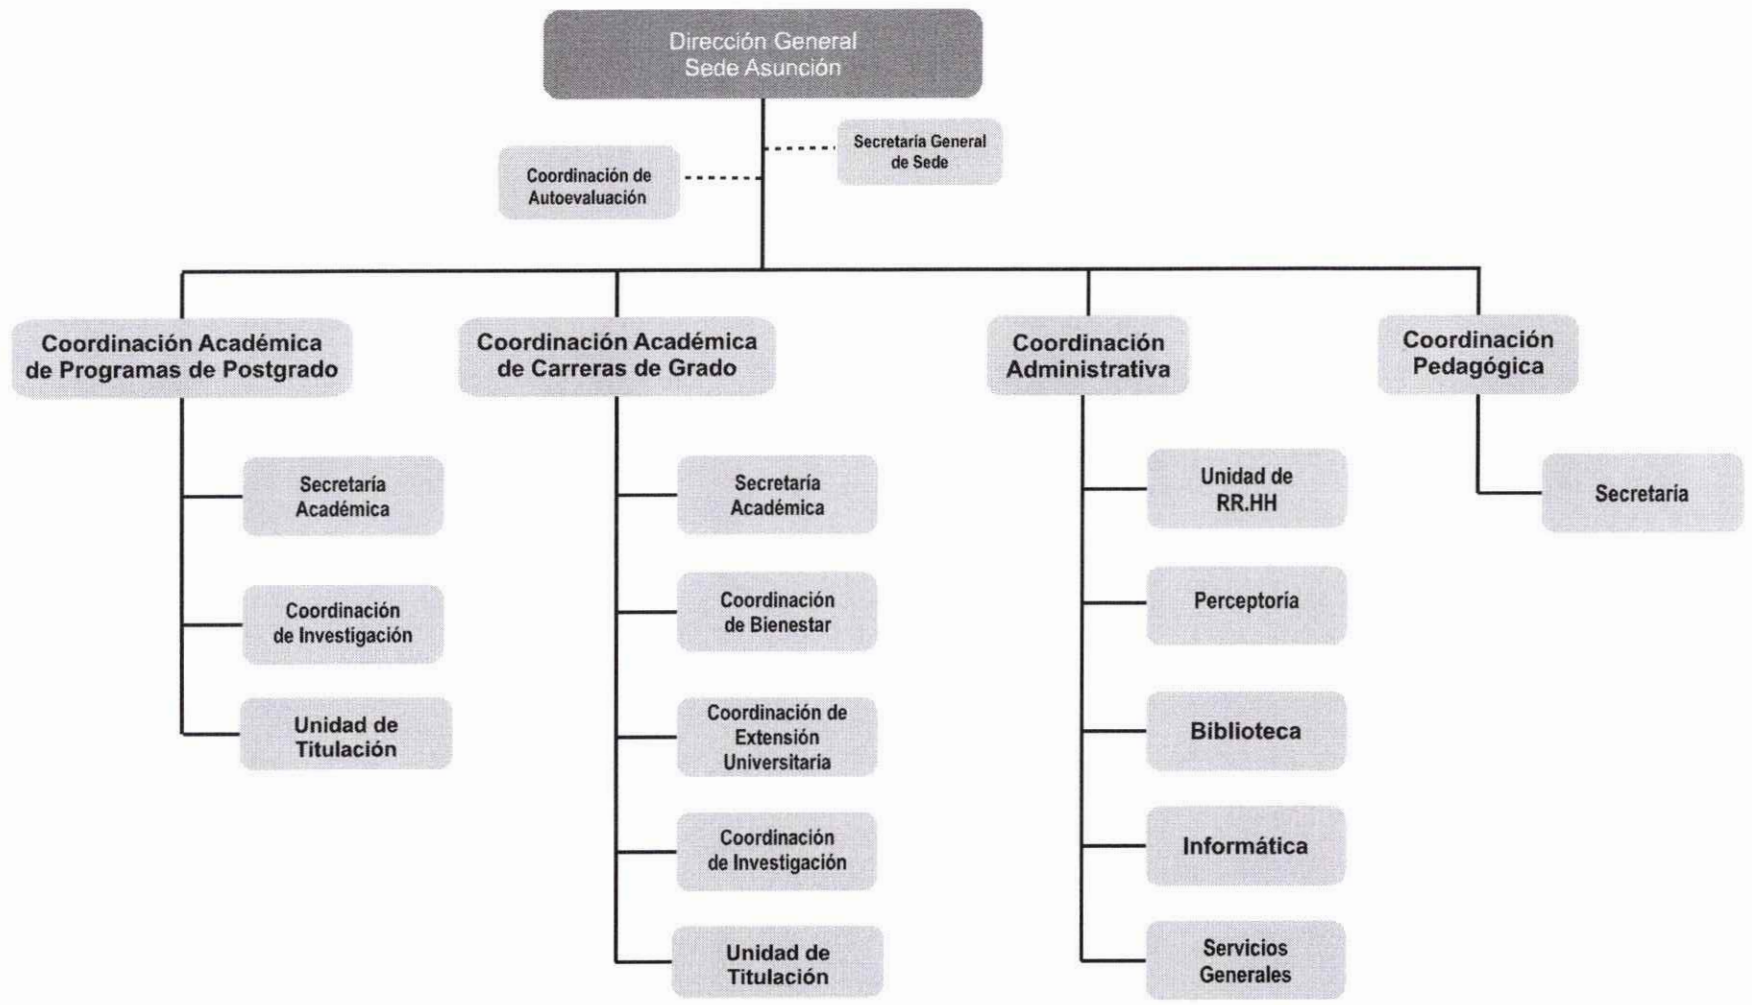 Dirección General
Sede Asunción
Secretaría General
de Sede
Coordinación de
Autoevaluación
Coordinación Académica
de Programas de Postgrado
Coordinación Académica
de Carreras de Grado
Coordinación
Administrativa
Coordinación
Pedagógica
Secretaría
Académica
Coordinación
de Investigación
Unidad de
Titulación
Secretaría
Académica
Coordinación
de Bienestar
Coordinación de
Extensión
Universitaria
Coordinación
de Investigación
Unidad de
Titulación
Unidad de
RR.HH
Perceptoría
Biblioteca
Informática
Servicios
Generales
Secretaría